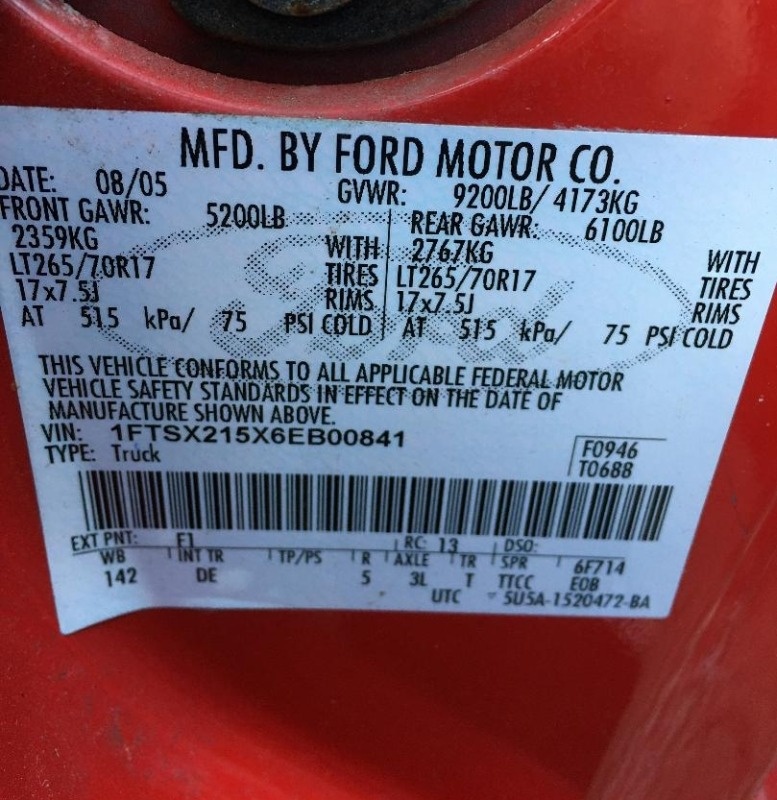 MFD. BY FORD MOTOR CO.
DATE: 08/05 GVWR: 9200LB/ 4173KG
FRONT GAWR: 5200LB REAR GAWR: 6100LB
2359KG WITH 2767KG WITH
LT265/70R17 TIRES LT265/70R17 TIRES
17x7.5J RIMS 17x7.5J RIMS
AT 515 kPa/ 75 PSI COLD AT 515 kPa/ 75 PSI COLD
THIS VEHICLE CONFORMS TO ALL APPLICABLE FEDERAL MOTOR
VEHICLE SAFETY STANDARDS IN EFFECT ON THE DATE OF
MANUFACTURE SHOWN ABOVE.
VIN: 1FTSX215X6EB00841
TYPE: Truck F0946
T0688
EXT PNT: F1 RC: 13 DSO:
WB INT TR TP/PS R AXLE TR SPR 6F714
142 DE 5 3L T TTCC E0B
UTC 5U5A-1520472-BA